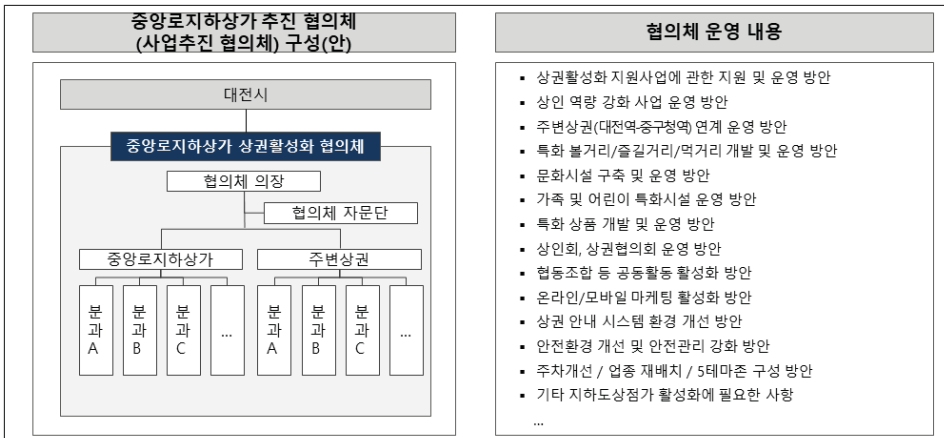 중앙로지하상가 추진 협의체
(사업추진 협의체) 구성(안)
대전시
중앙로지하상가 상권활성화 협의체
협의체 의장
협의체 자문단
중앙로지하상가
주변상권
분과A
분과B
분과C
...
분과A
분과B
분과C
...
협의체 운영 내용
▪ 상권활성화 지원사업에 관한 지원 및 운영 방안
▪ 상인 역량 강화 사업 운영 방안
▪ 주변상권(대전역-중구청역) 연계 운영 방안
▪ 특화 볼거리/즐길거리/먹거리 개발 및 운영 방안
▪ 문화시설 구축 및 운영 방안
▪ 가족 및 어린이 특화시설 운영 방안
▪ 특화 상품 개발 및 운영 방안
▪ 상인회, 상권협의회 운영 방안
▪ 협동조합 등 공동활동 활성화 방안
▪ 온라인/모바일 마케팅 활성화 방안
▪ 상권 안내 시스템 환경 개선 방안
▪ 안전환경 개선 및 안전관리 강화 방안
▪ 주차개선 / 업종 재배치 / 5테마존 구성 방안
▪ 기타 지하도상점가 활성화에 필요한 사항
...